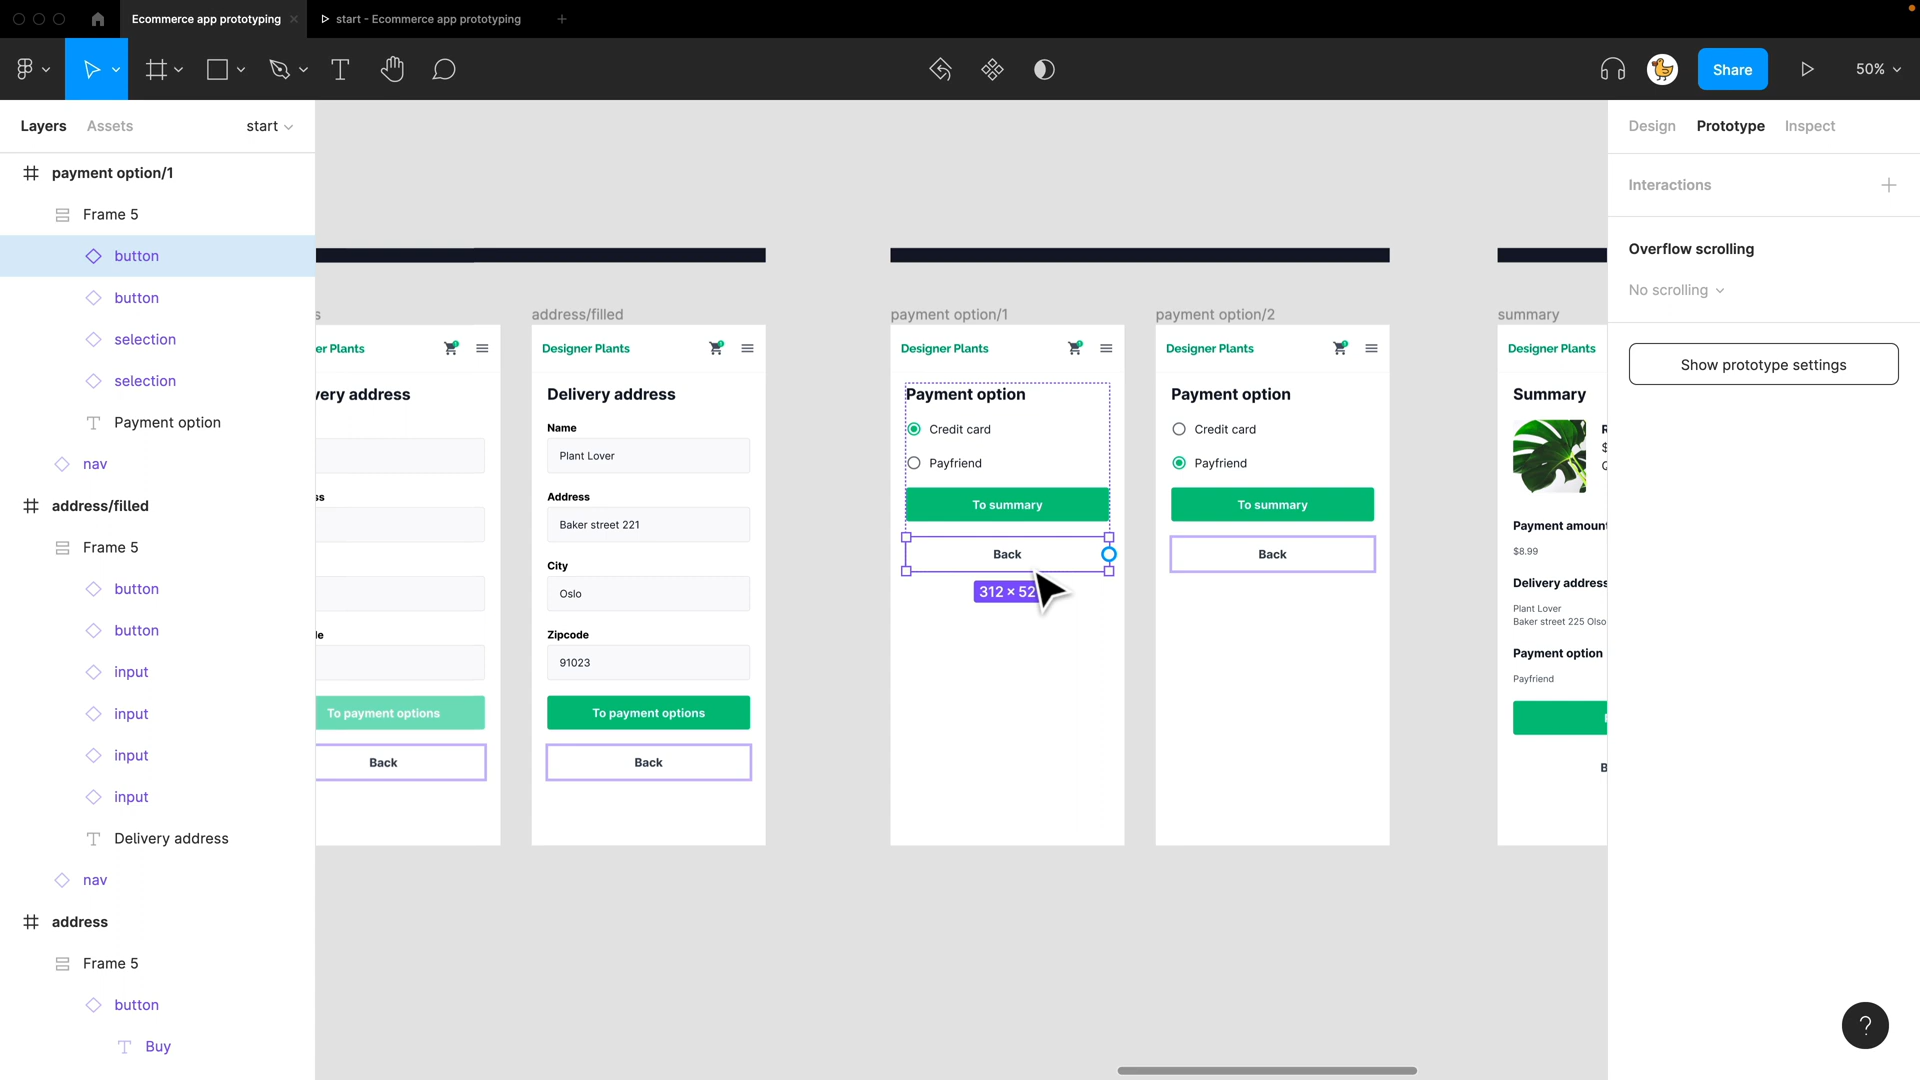 Ecommerce app prototyping
start - Ecommerce app prototyping
Share
50%
Layers
Assets
start
payment option/1
Frame 5
button
button
selection
selection
Payment option
nav
address/filled
Frame 5
button
button
input
input
input
input
Delivery address
nav
address
Frame 5
button
Buy
s
er Plants
very address
ss
le
To payment options
Back
address/filled
Designer Plants
Delivery address
Name
Plant Lover
Address
Baker street 221
City
Oslo
Zipcode
91023
To payment options
Back
payment option/1
Designer Plants
Payment option
Credit card
Payfriend
To summary
Back
312 × 52
payment option/2
Designer Plants
Payment option
Credit card
Payfriend
To summary
Back
summary
Designer Plants
Summary
Payment amount
$8.99
Delivery address
Plant Lover
Baker street 225 Olso
Payment option
Payfriend
B
Design
Prototype
Inspect
Interactions
Overflow scrolling
No scrolling
Show prototype settings
?